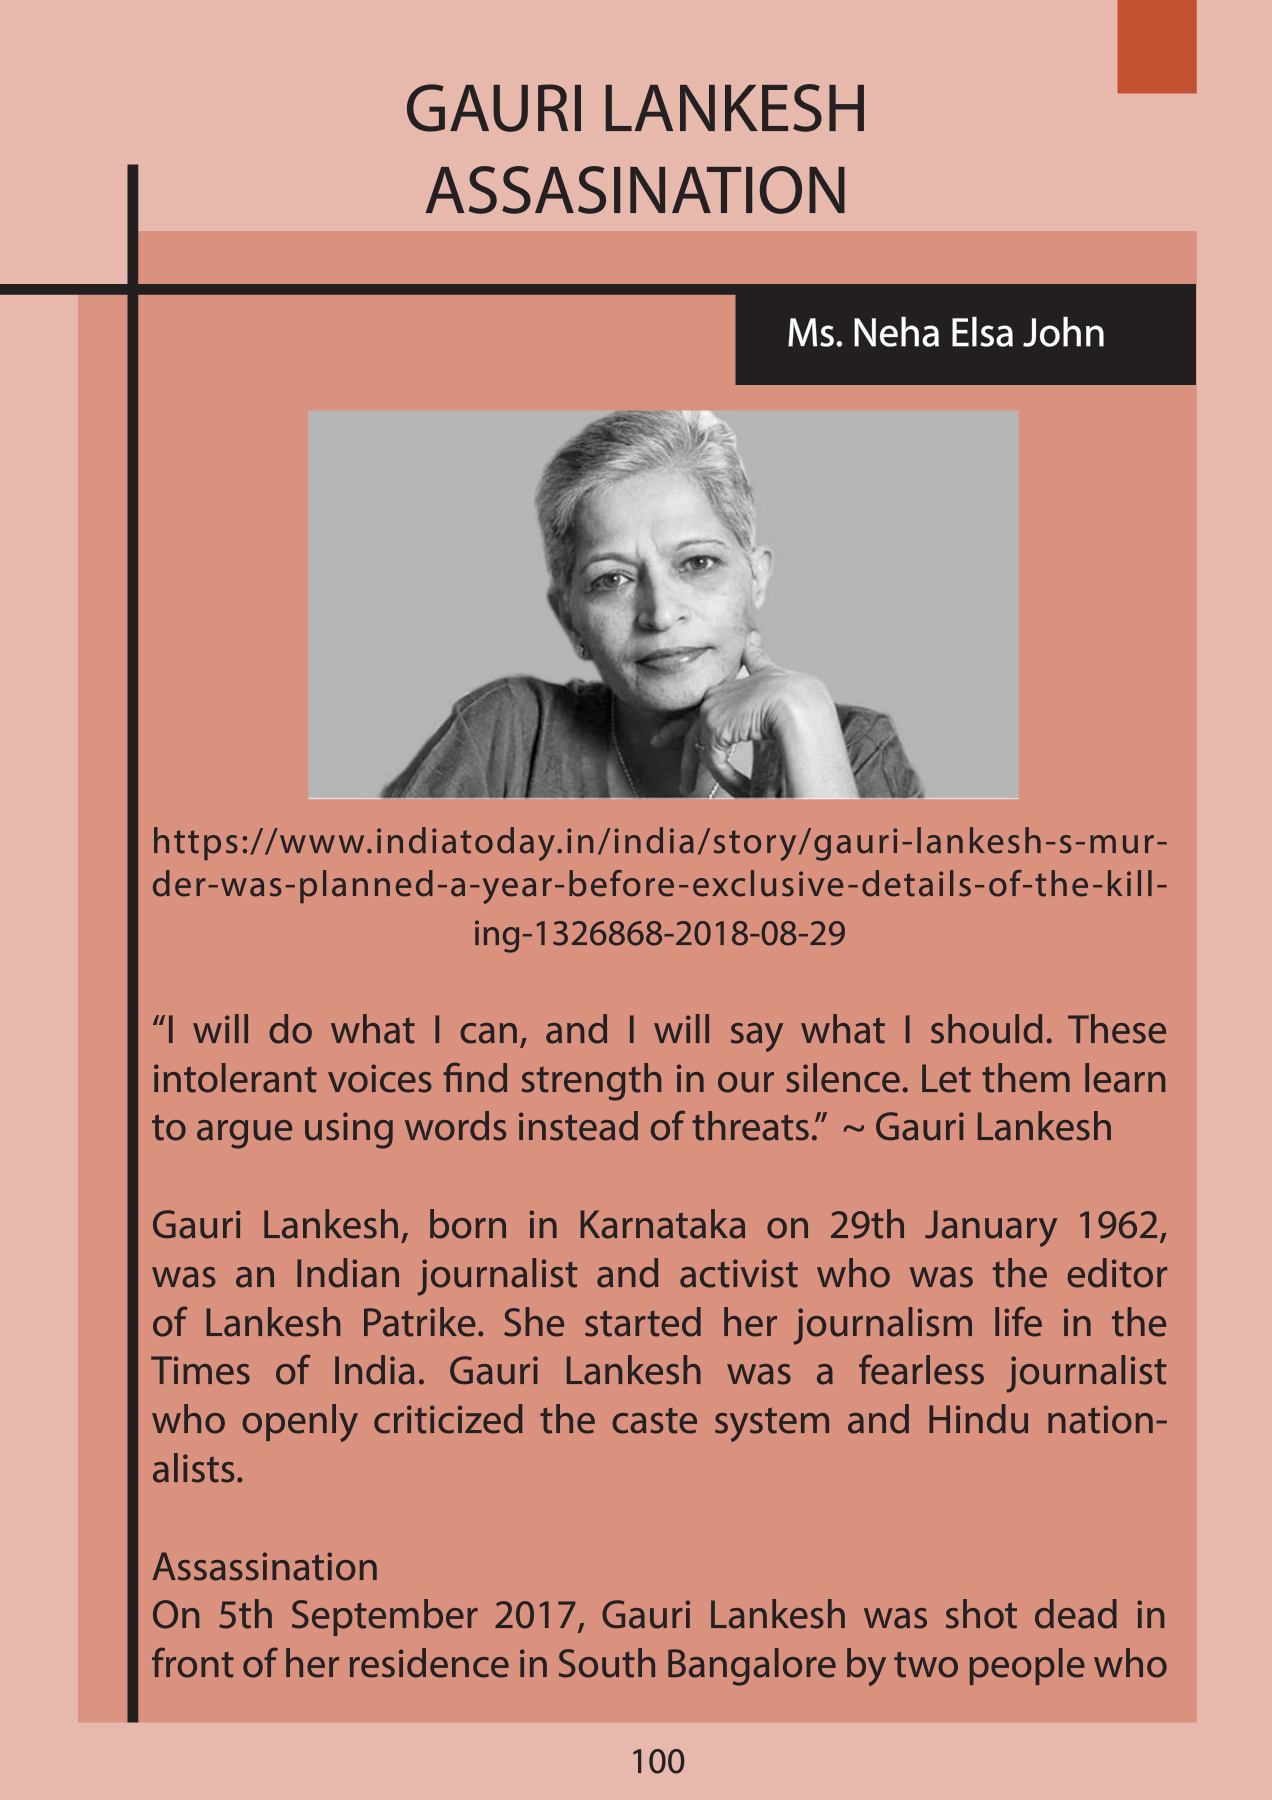 GAURI LANKESH
ASSASINATION
Ms. Neha Elsa John
https://www.indiatoday.in/india/story/gauri-lankesh-s-mur-
der-was-planned-a-year-before-exclusive-details-of-the-kill-
ing-1326868-2018-08-29
“I will do what I can, and I will say what I should. These
intolerant voices find strength in our silence. Let them learn
to argue using words instead of threats.” ~ Gauri Lankesh
Gauri Lankesh, born in Karnataka on 29th January 1962,
was an Indian journalist and activist who was the editor
of Lankesh Patrike. She started her journalism life in the
Times of India. Gauri Lankesh was a fearless journalist
who openly criticized the caste system and Hindu nation-
alists.
Assassination
On 5th September 2017, Gauri Lankesh was shot dead in
front of her residence in South Bangalore by two people who
100